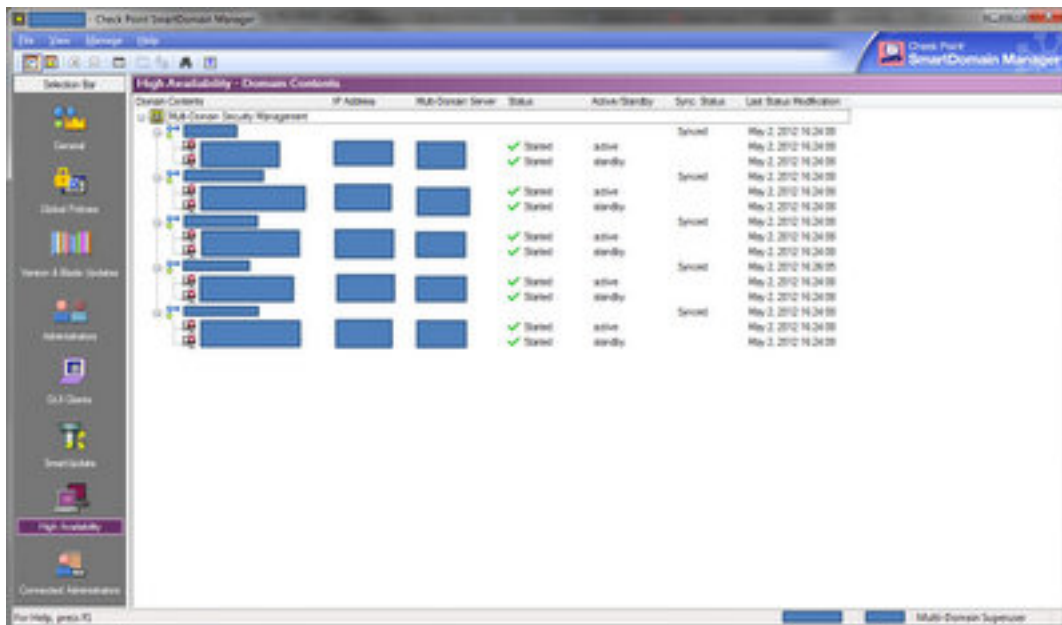 - Check Point SmartDomain Manager
File View Manage Help
Check Point
SmartDomain Manager
Selection Bar
High Availability - Domain Contents
Domain Contents IP Address Multi-Domain Server Status Active/Standby Sync. Status Last Status Modification
Multi-Domain Security Management
Synced May 2, 2012 16:24:08
Started active May 2, 2012 16:24:08
Started standby May 2, 2012 16:24:08
Synced May 2, 2012 16:24:08
Started active May 2, 2012 16:24:08
Started standby May 2, 2012 16:24:08
Synced May 2, 2012 16:24:08
Started active May 2, 2012 16:24:08
Started standby May 2, 2012 16:24:08
Synced May 2, 2012 16:26:05
Started active May 2, 2012 16:24:08
Started standby May 2, 2012 16:24:08
Synced May 2, 2012 16:24:08
Started active May 2, 2012 16:24:08
Started standby May 2, 2012 16:24:08
General
Global Policies
Version & Blade Updates
Administrators
GUI Clients
SmartUpdate
High Availability
Connected Administrators
For Help, press F1
Multi-Domain Superuser